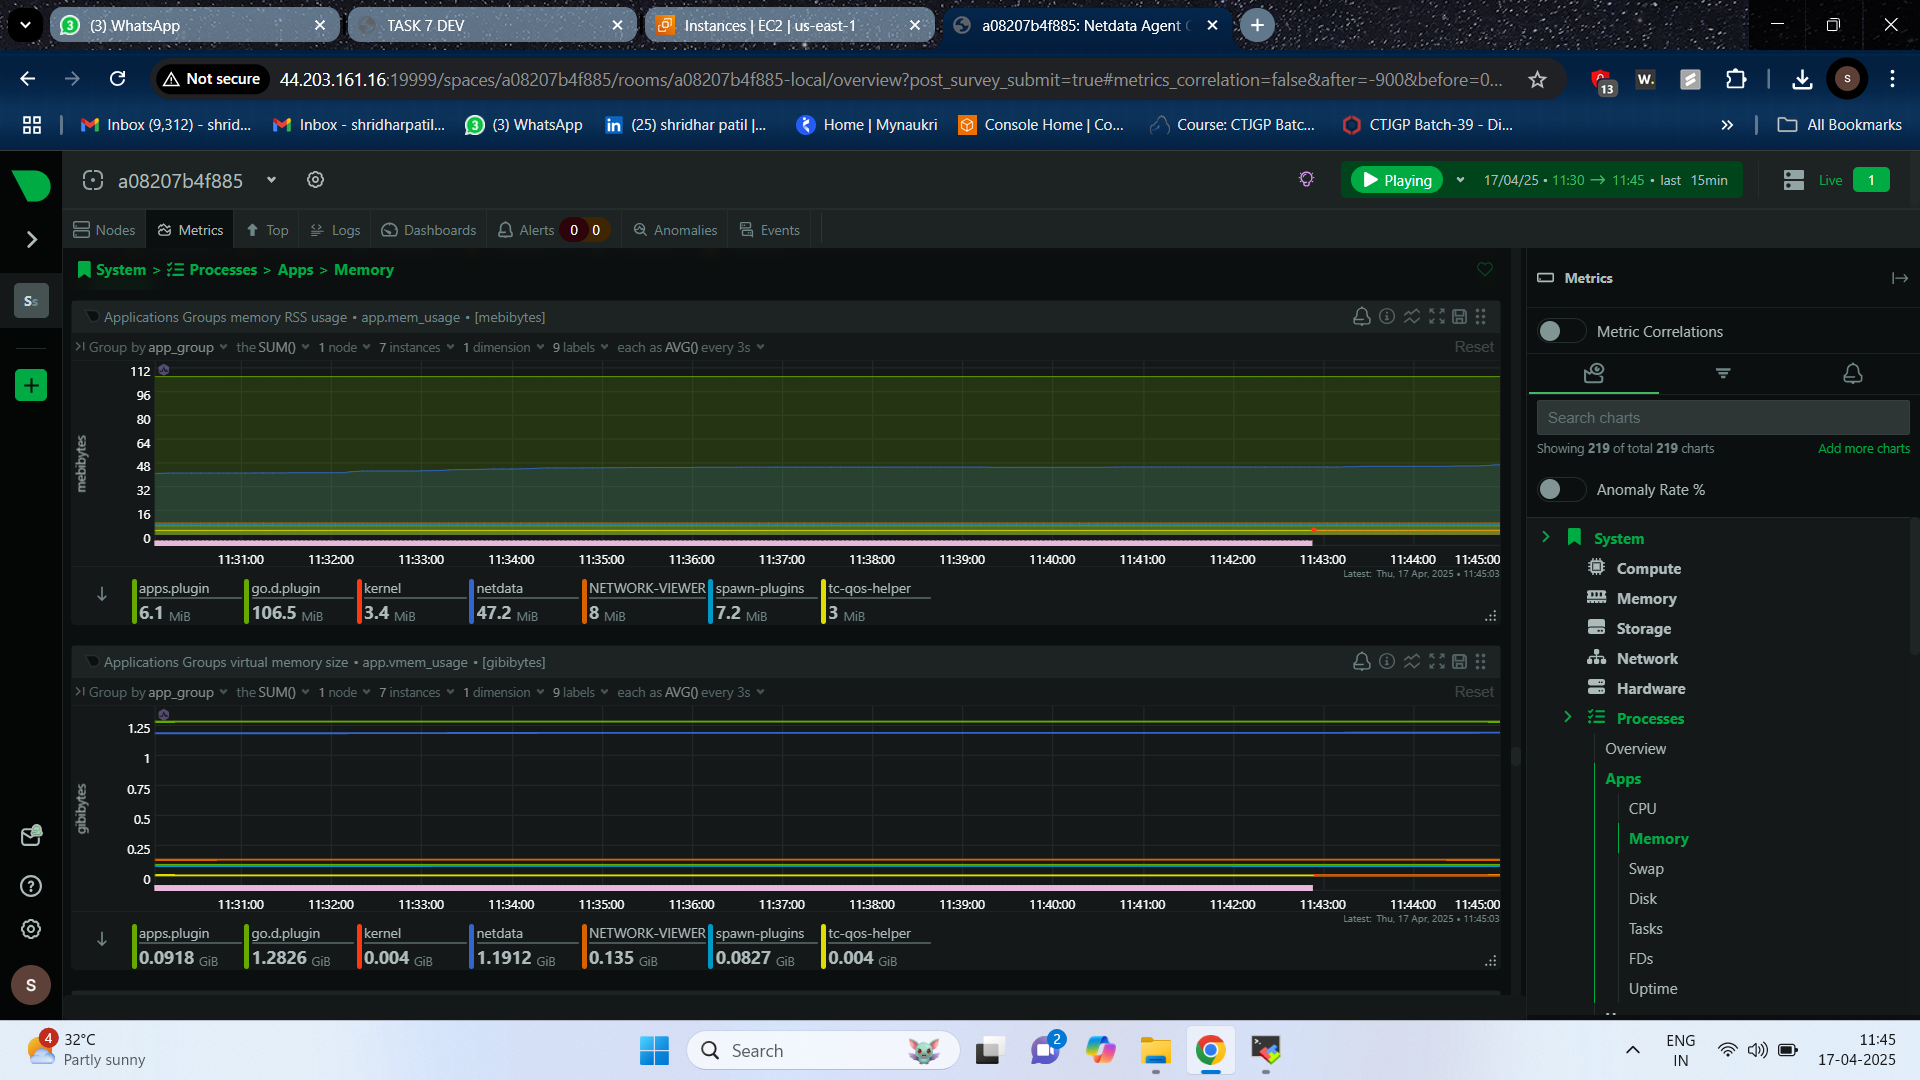 (3) WhatsApp
TASK 7 DEV
Instances | EC2 | us-east-1
a08207b4f885: Netdata Agent
Not secure
44.203.161.16:19999/spaces/a08207b4f885/rooms/a08207b4f885-local/overview?post_survey_submit=true#metrics_correlation=false&after=-900&before=0...
13
W.
S
Inbox (9,312) - shrid...
Inbox - shridharpatil...
3 (3) WhatsApp
(25) shridhar patil |...
Home | Mynaukri
Console Home | Co...
Course: CTJGP Batc...
CTJGP Batch-39 - Di...
All Bookmarks
a08207b4f885
Playing
17/04/25 • 11:30 → 11:45 • last 15min
Live 1
Nodes
Metrics
Top
Logs
Dashboards
Alerts 0 0
Anomalies
Events
System > Processes > Apps > Memory
Ss
Applications Groups memory RSS usage • app.mem_usage • [mebibytes]
Group by app_group the SUM() 1 node 7 instances 1 dimension 9 labels each as AVG() every 3s Reset
mebibytes
112
96
80
64
48
32
16
0
11:31:00 11:32:00 11:33:00 11:34:00 11:35:00 11:36:00 11:37:00 11:38:00 11:39:00 11:40:00 11:41:00 11:42:00 11:43:00 11:44:00 11:45:00
Latest: Thu, 17 Apr, 2025 • 11:45:03
apps.plugin go.d.plugin kernel netdata NETWORK-VIEWER spawn-plugins tc-qos-helper
6.1 MiB 106.5 MiB 3.4 MiB 47.2 MiB 8 MiB 7.2 MiB 3 MiB
Applications Groups virtual memory size • app.vmem_usage • [gibibytes]
Group by app_group the SUM() 1 node 7 instances 1 dimension 9 labels each as AVG() every 3s Reset
gibibytes
1.25
1
0.75
0.5
0.25
0
11:31:00 11:32:00 11:33:00 11:34:00 11:35:00 11:36:00 11:37:00 11:38:00 11:39:00 11:40:00 11:41:00 11:42:00 11:43:00 11:44:00 11:45:00
Latest: Thu, 17 Apr, 2025 • 11:45:03
apps.plugin go.d.plugin kernel netdata NETWORK-VIEWER spawn-plugins tc-qos-helper
0.0918 GiB 1.2826 GiB 0.004 GiB 1.1912 GiB 0.135 GiB 0.0827 GiB 0.004 GiB
S
Metrics
Metric Correlations
Search charts
Showing 219 of total 219 charts
Add more charts
Anomaly Rate %
System
Compute
Memory
Storage
Network
Hardware
Processes
Overview
Apps
CPU
Memory
Swap
Disk
Tasks
FDs
Uptime
4
32°C
Partly sunny
Search
2
ENG
IN
11:45
17-04-2025